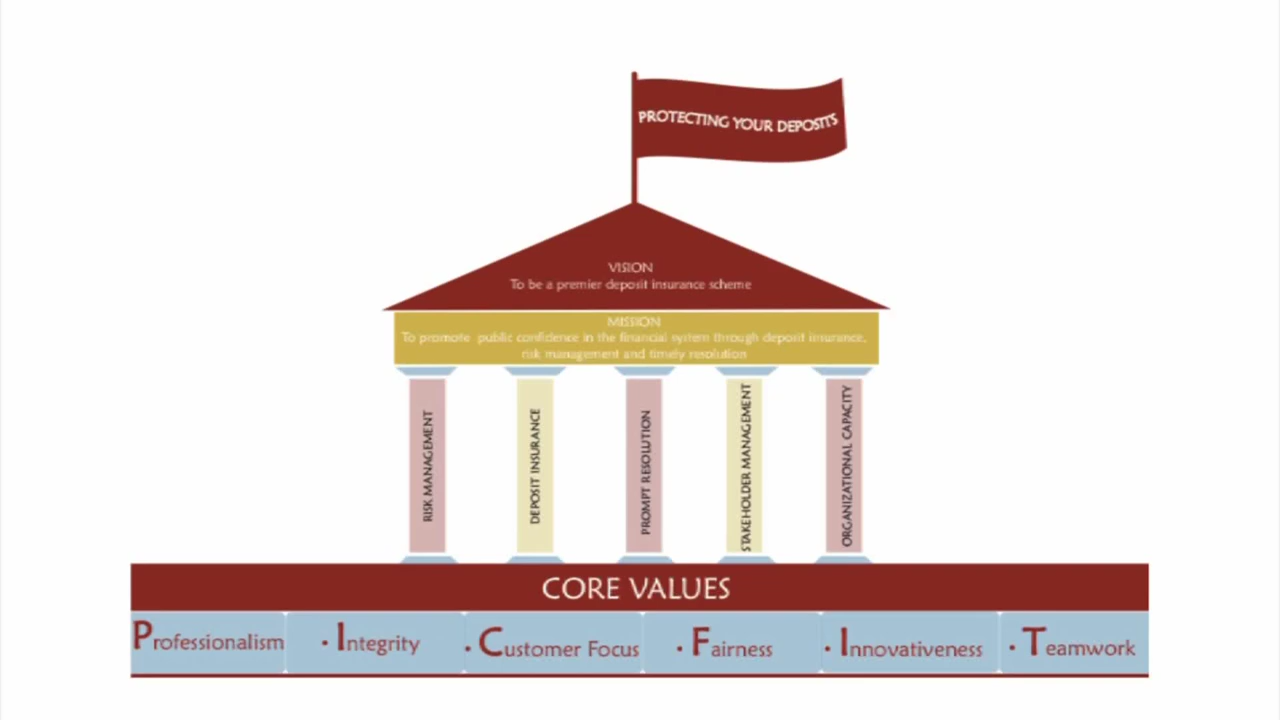 PROTECTING YOUR DEPOSITS
VISION
To be a premier deposit insurance scheme
MISSION
To promote public confidence in the financial system through deposit insurance,
risk management and timely resolution
RISK MANAGEMENT
DEPOSIT INSURANCE
PROMPT RESOLUTION
STAKEHOLDER MANAGEMENT
ORGANIZATIONAL CAPACITY
CORE VALUES
Professionalism · Integrity · Customer Focus · Fairness · Innovativeness · Teamwork